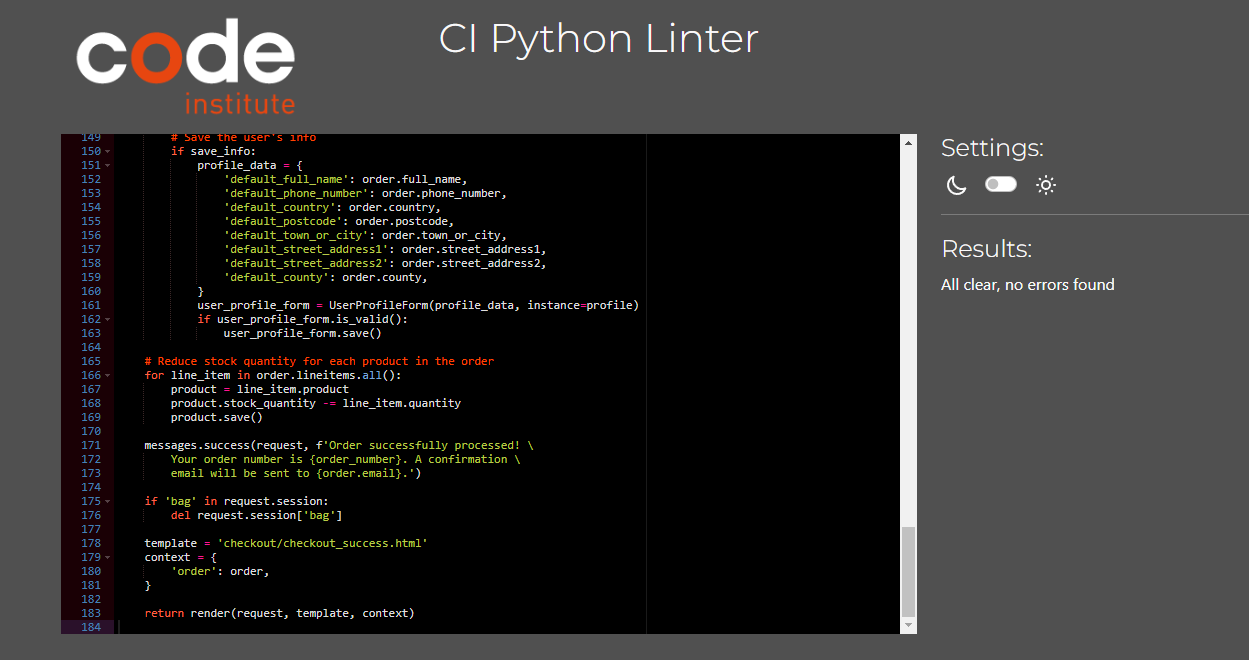 code
institute
CI Python Linter
149 # Save the user's info
150 if save_info:
151 profile_data = {
152 'default_full_name': order.full_name,
153 'default_phone_number': order.phone_number,
154 'default_country': order.country,
155 'default_postcode': order.postcode,
156 'default_town_or_city': order.town_or_city,
157 'default_street_address1': order.street_address1,
158 'default_street_address2': order.street_address2,
159 'default_county': order.county,
160 }
161 user_profile_form = UserProfileForm(profile_data, instance=profile)
162 if user_profile_form.is_valid():
163 user_profile_form.save()
164
165 # Reduce stock quantity for each product in the order
166 for line_item in order.lineitems.all():
167 product = line_item.product
168 product.stock_quantity -= line_item.quantity
169 product.save()
170
171 messages.success(request, f'Order successfully processed! \
172 Your order number is {order_number}. A confirmation \
173 email will be sent to {order.email}.')
174
175 if 'bag' in request.session:
176 del request.session['bag']
177
178 template = 'checkout/checkout_success.html'
179 context = {
180 'order': order,
181 }
182
183 return render(request, template, context)
184
Settings:
Results:
All clear, no errors found